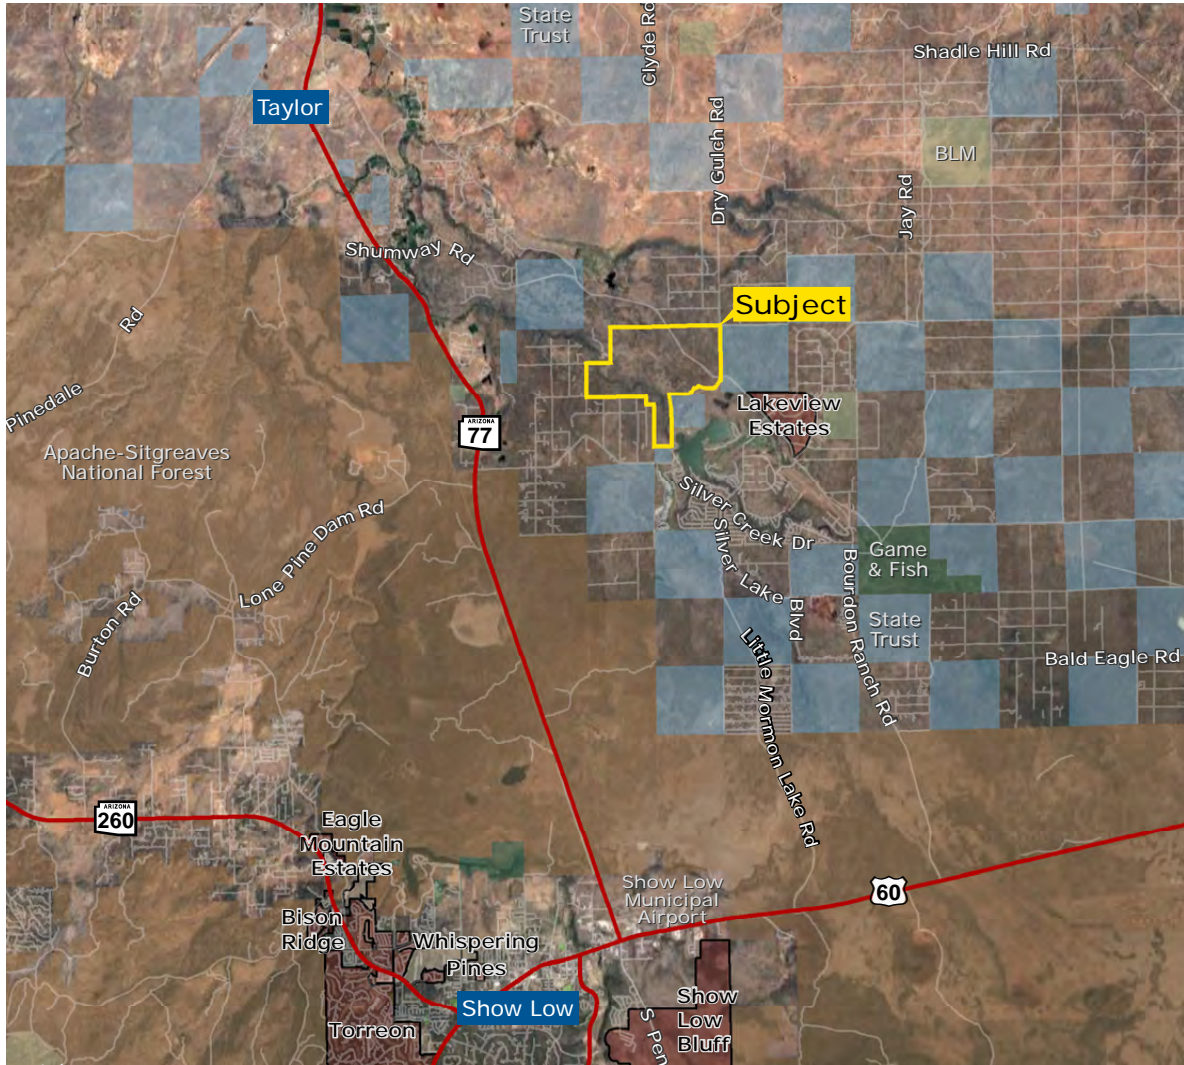 State
Trust
Clyde Rd
Shadle Hill Rd
Taylor
Dry Gulch Rd
BLM
Jay Rd
Shumway Rd
Subject
Rd
Pinedale
Lakeview
Estates
ARIZONA
77
Apache-Sitgreaves
National Forest
Lone Pine Dam Rd
Silver Creek Dr
Silver Lake Blvd
Game
& Fish
Burton Rd
Bourdon Ranch Rd
State
Trust
Little Mormon Lake Rd
Bald Eagle Rd
ARIZONA
260
Eagle
Mountain
Estates
Show Low
Municipal
Airport
60
Bison
Ridge
Whispering
Pines
Show Low
Show
Low
Bluff
Torreon
S Pen